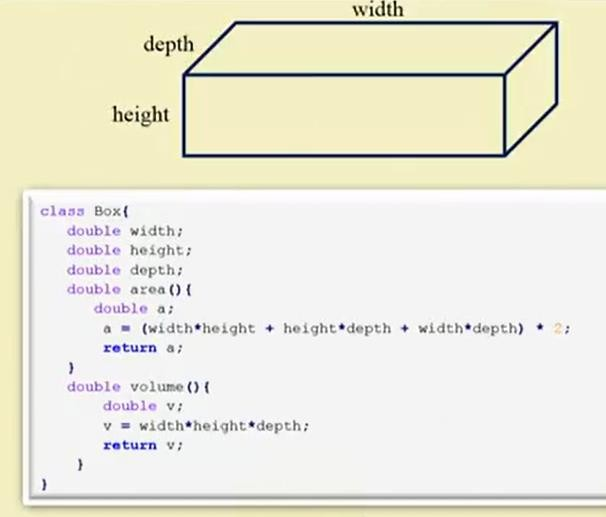 width
depth
height
class Box{
double width;
double height;
double depth;
double area(){
double a;
a = (width*height + height*depth + width*depth) * 2;
return a;
}
double volume(){
double v;
v = width*height*depth;
return v;
}
}